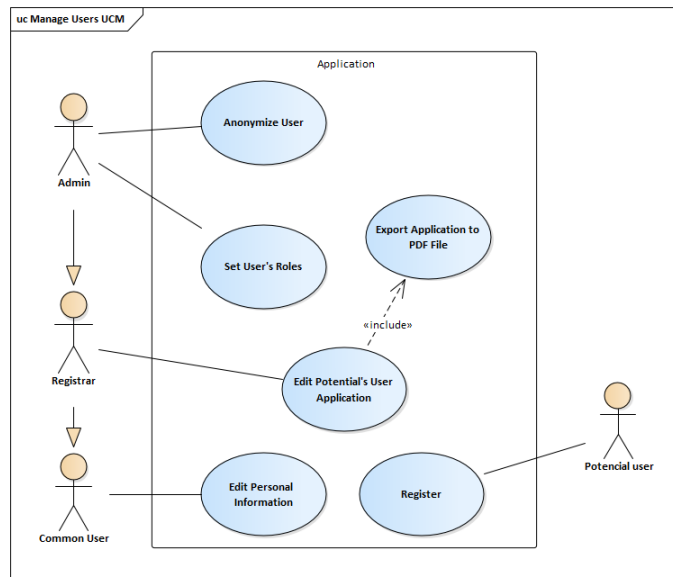 uc Manage Users UCM
Application
Anonymize User
Admin
Export Application to
PDF File
Set User's Roles
«include»
Registrar
Edit Potential's User
Application
Potencial user
Edit Personal
Information
Register
Common User